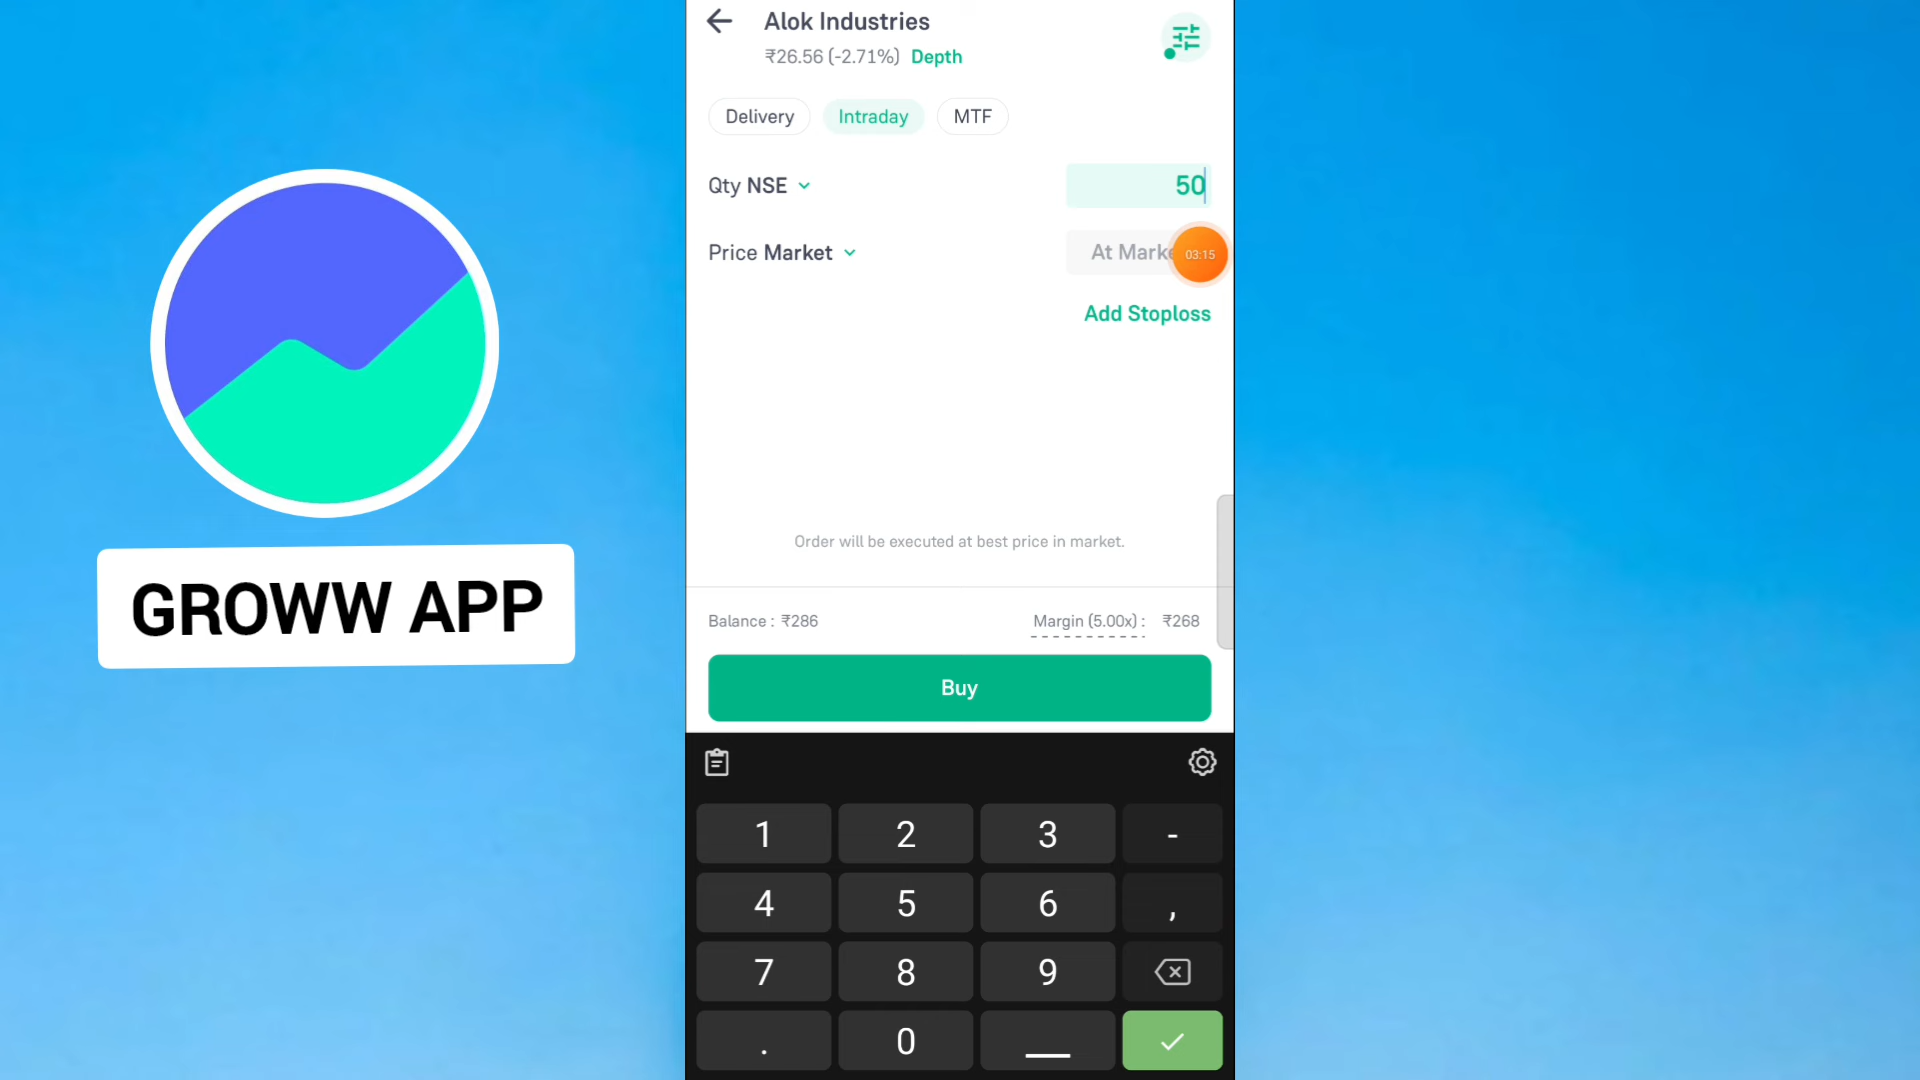 GROWW APP
Alok Industries
₹26.56 (-2.71%) Depth
Delivery Intraday MTF
Qty NSE 50
Price Market At Marke
03:15
Add Stoploss
Order will be executed at best price in market.
Balance : ₹286 Margin (5.00x) : ₹268
Buy
1 2 3 -
4 5 6 ,
7 8 9
. 0